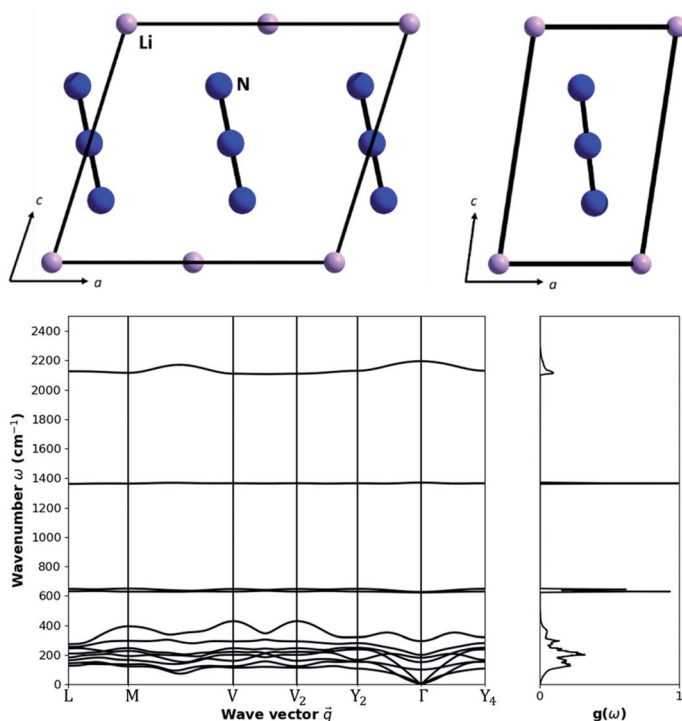 Li
N
c
a
c
a
2400
2200
2000
1800
1600
1400
1200
1000
800
600
400
200
0
Wavenumber ω (cm⁻¹)
L M V V₂ Y₂ Γ Y₄
Wave vector q⃗
0 1
g(ω)